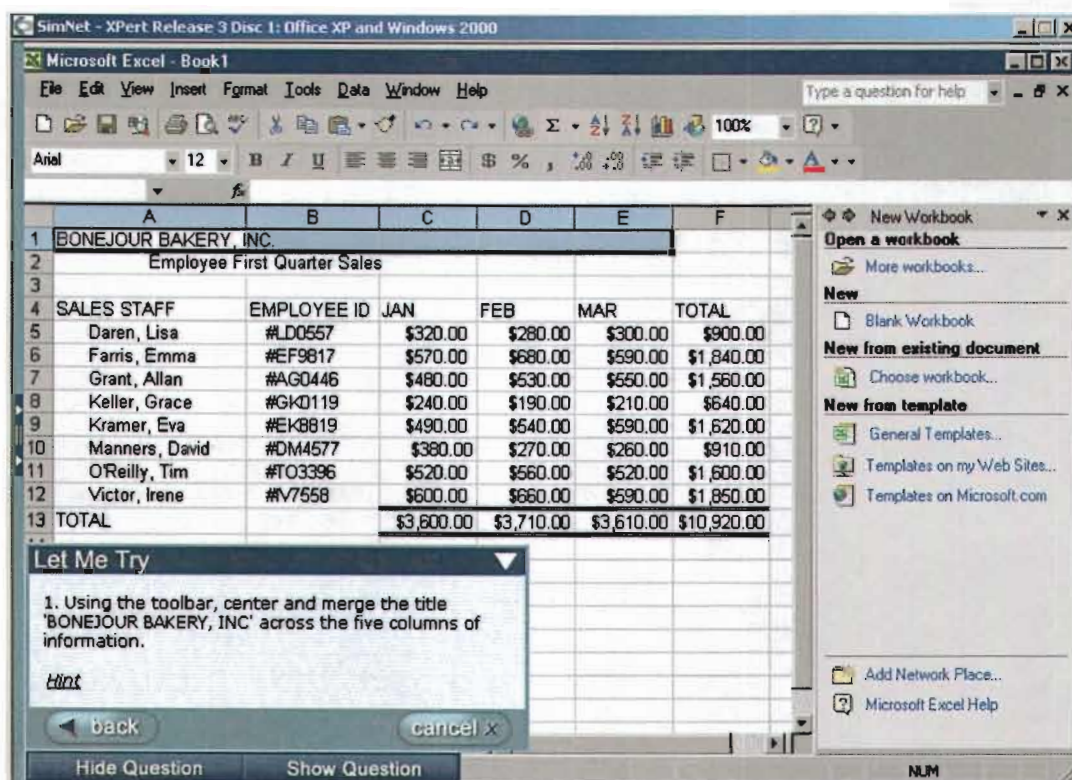 SimNet - XPert Release 3 Disc 1: Office XP and Windows 2000
Microsoft Excel - Book1
File Edit View Insert Format Tools Data Window Help
Type a question for help
100%
Arial 12 B I U $ % ,
fx
A B C D E F
1 BONEJOUR BAKERY, INC.
2 Employee First Quarter Sales
3
4 SALES STAFF EMPLOYEE ID JAN FEB MAR TOTAL
5 Daren, Lisa #LD0557 $320.00 $280.00 $300.00 $900.00
6 Farris, Emma #EF9817 $570.00 $680.00 $590.00 $1,840.00
7 Grant, Allan #AG0446 $480.00 $530.00 $550.00 $1,560.00
8 Keller, Grace #GK0119 $240.00 $190.00 $210.00 $640.00
9 Kramer, Eva #EK8819 $490.00 $540.00 $590.00 $1,620.00
10 Manners, David #DM4577 $380.00 $270.00 $260.00 $910.00
11 O'Reilly, Tim #TO3396 $520.00 $560.00 $520.00 $1,600.00
12 Victor, Irene #IV7558 $600.00 $660.00 $590.00 $1,850.00
13 TOTAL $3,600.00 $3,710.00 $3,610.00 $10,920.00
New Workbook
Open a workbook
More workbooks...
New
Blank Workbook
New from existing document
Choose workbook...
New from template
General Templates...
Templates on my Web Sites...
Templates on Microsoft.com
Add Network Place...
Microsoft Excel Help
Let Me Try
1. Using the toolbar, center and merge the title
'BONEJOUR BAKERY, INC' across the five columns of
information.
Hint
back
cancel x
Hide Question Show Question
NUM